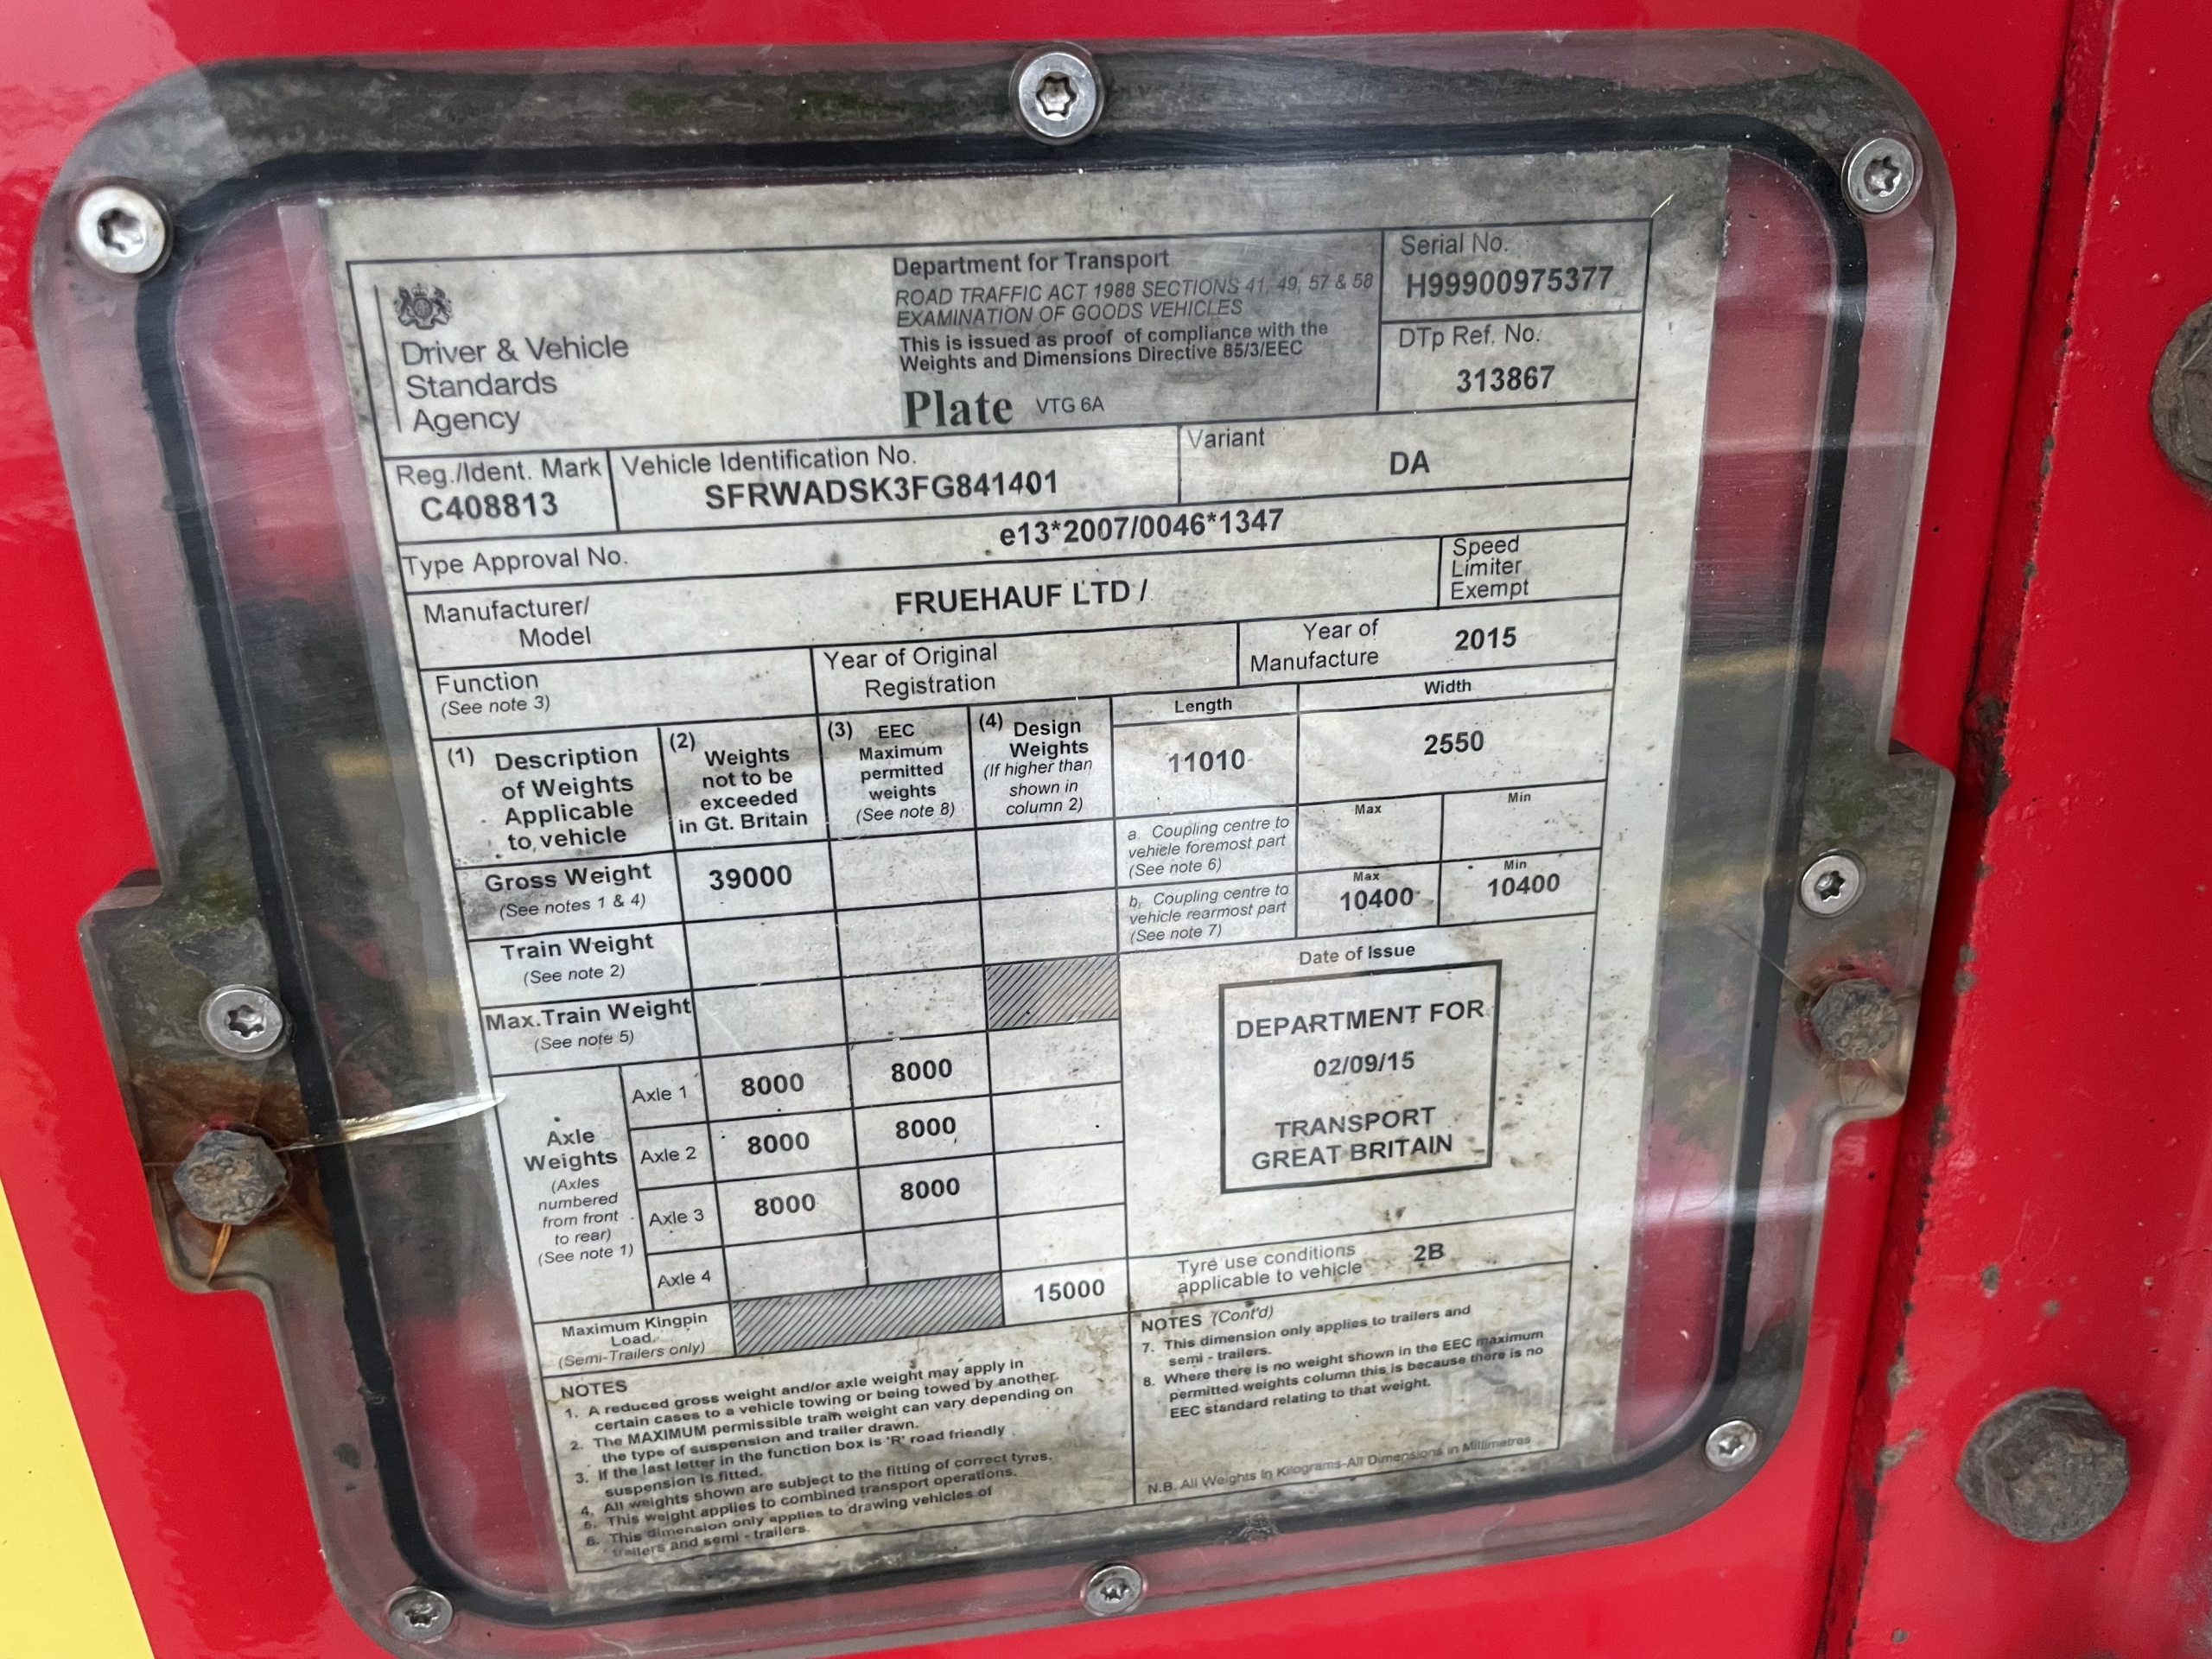 Driver & Vehicle
Standards
Agency
Department for Transport
ROAD TRAFFIC ACT 1988 SECTIONS 41, 49, 57 & 58
EXAMINATION OF GOODS VEHICLES
This is issued as proof of compliance with the
Weights and Dimensions Directive 85/3/EEC
Plate VTG 6A
Serial No.
H99900975377
DTp Ref. No.
313867
Reg./Ident. Mark
C408813
Vehicle Identification No.
SFRWADSK3FG841401
Variant
DA
Type Approval No.
e13*2007/0046*1347
Manufacturer/
Model
FRUEHAUF LTD /
Speed
Limiter
Exempt
Function
(See note 3)
Year of Original
Registration
Year of
Manufacture
2015
(1) Description
of Weights
Applicable
to vehicle
(2) Weights
not to be
exceeded
in Gt. Britain
(3) EEC
Maximum
permitted
weights
(See note 8)
(4) Design
Weights
(If higher than
shown in
column 2)
Length
11010
Width
2550
a. Coupling centre to
vehicle foremost part
(See note 6)
Max
Min
b. Coupling centre to
vehicle rearmost part
(See note 7)
Max
10400
Min
10400
Gross Weight
(See notes 1 & 4)
39000
Train Weight
(See note 2)
Max.Train Weight
(See note 5)
Axle
Weights
(Axles
numbered
from front
to rear)
(See note 1)
Axle 1 8000 8000
Axle 2 8000 8000
Axle 3 8000 8000
Axle 4
Maximum Kingpin
Load
(Semi-Trailers only)
15000
Date of Issue
DEPARTMENT FOR
02/09/15
TRANSPORT
GREAT BRITAIN
Tyre use conditions
applicable to vehicle
2B
NOTES
1. A reduced gross weight and/or axle weight may apply in
certain cases to a vehicle towing or being towed by another.
2. The MAXIMUM permissible train weight can vary depending on
the type of suspension and trailer drawn.
3. If the last letter in the function box is 'R' road friendly
suspension is fitted.
4. All weights shown are subject to the fitting of correct tyres.
5. This weight applies to combined transport operations.
6. This dimension only applies to drawing vehicles of
trailers and semi - trailers.
NOTES (Cont'd)
7. This dimension only applies to trailers and
semi - trailers.
8. Where there is no weight shown in the EEC maximum
permitted weights column this is because there is no
EEC standard relating to that weight.
N.B. All Weights In Kilograms-All Dimensions in Millimetres